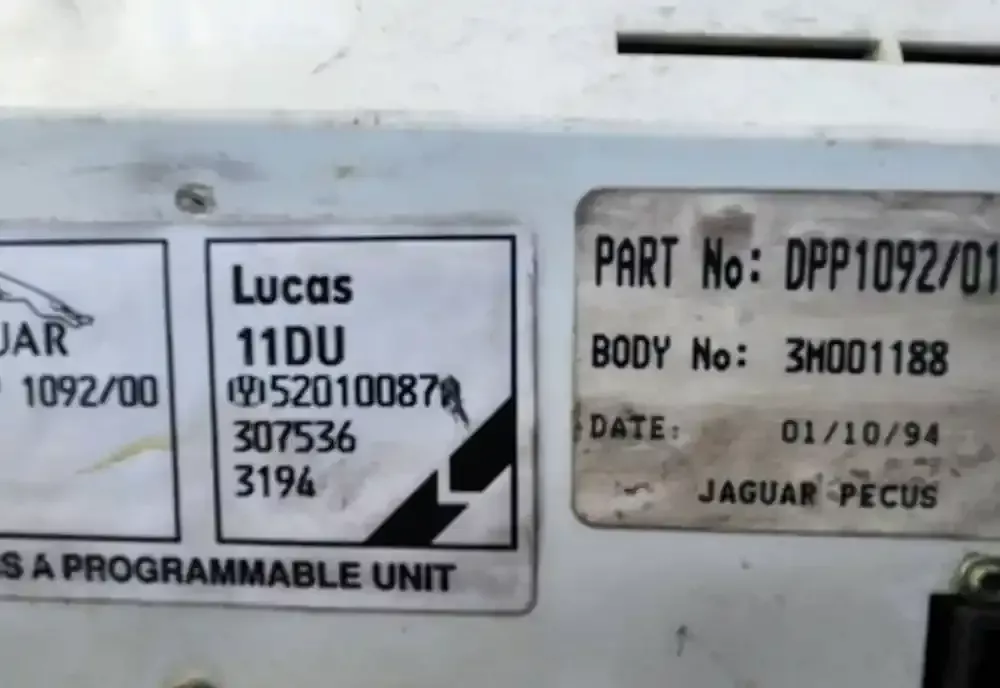 UAR
1092/00
Lucas
11DU
52010087
307536
3194
S A PROGRAMMABLE UNIT
PART No: DPP1092/01
BODY No: 3M001188
DATE: 01/10/94
JAGUAR PECUS